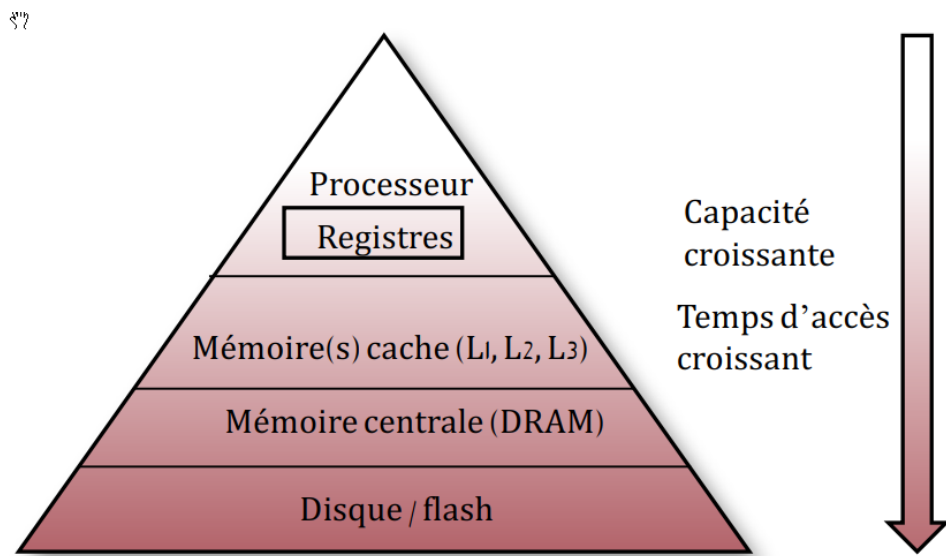 Processeur
Registres
Capacité
croissante
Temps d’accès
croissant
Mémoire(s) cache (L1, L2, L3)
Mémoire centrale (DRAM)
Disque / flash